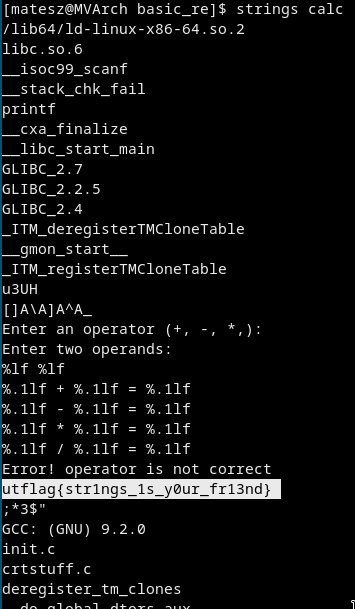 [matesz@MVArch basic_re]$ strings calc
/lib64/ld-linux-x86-64.so.2
libc.so.6
__isoc99_scanf
__stack_chk_fail
printf
__cxa_finalize
__libc_start_main
GLIBC_2.7
GLIBC_2.2.5
GLIBC_2.4
_ITM_deregisterTMCloneTable
__gmon_start__
_ITM_registerTMCloneTable
u3UH
[]A\A]A^A_
Enter an operator (+, -, *,):
Enter two operands:
%lf %lf
%.1lf + %.1lf = %.1lf
%.1lf - %.1lf = %.1lf
%.1lf * %.1lf = %.1lf
%.1lf / %.1lf = %.1lf
Error! operator is not correct
utflag{str1ngs_1s_y0ur_fr13nd}
;*3$"
GCC: (GNU) 9.2.0
init.c
crtstuff.c
deregister_tm_clones
__do_global_dtors_aux